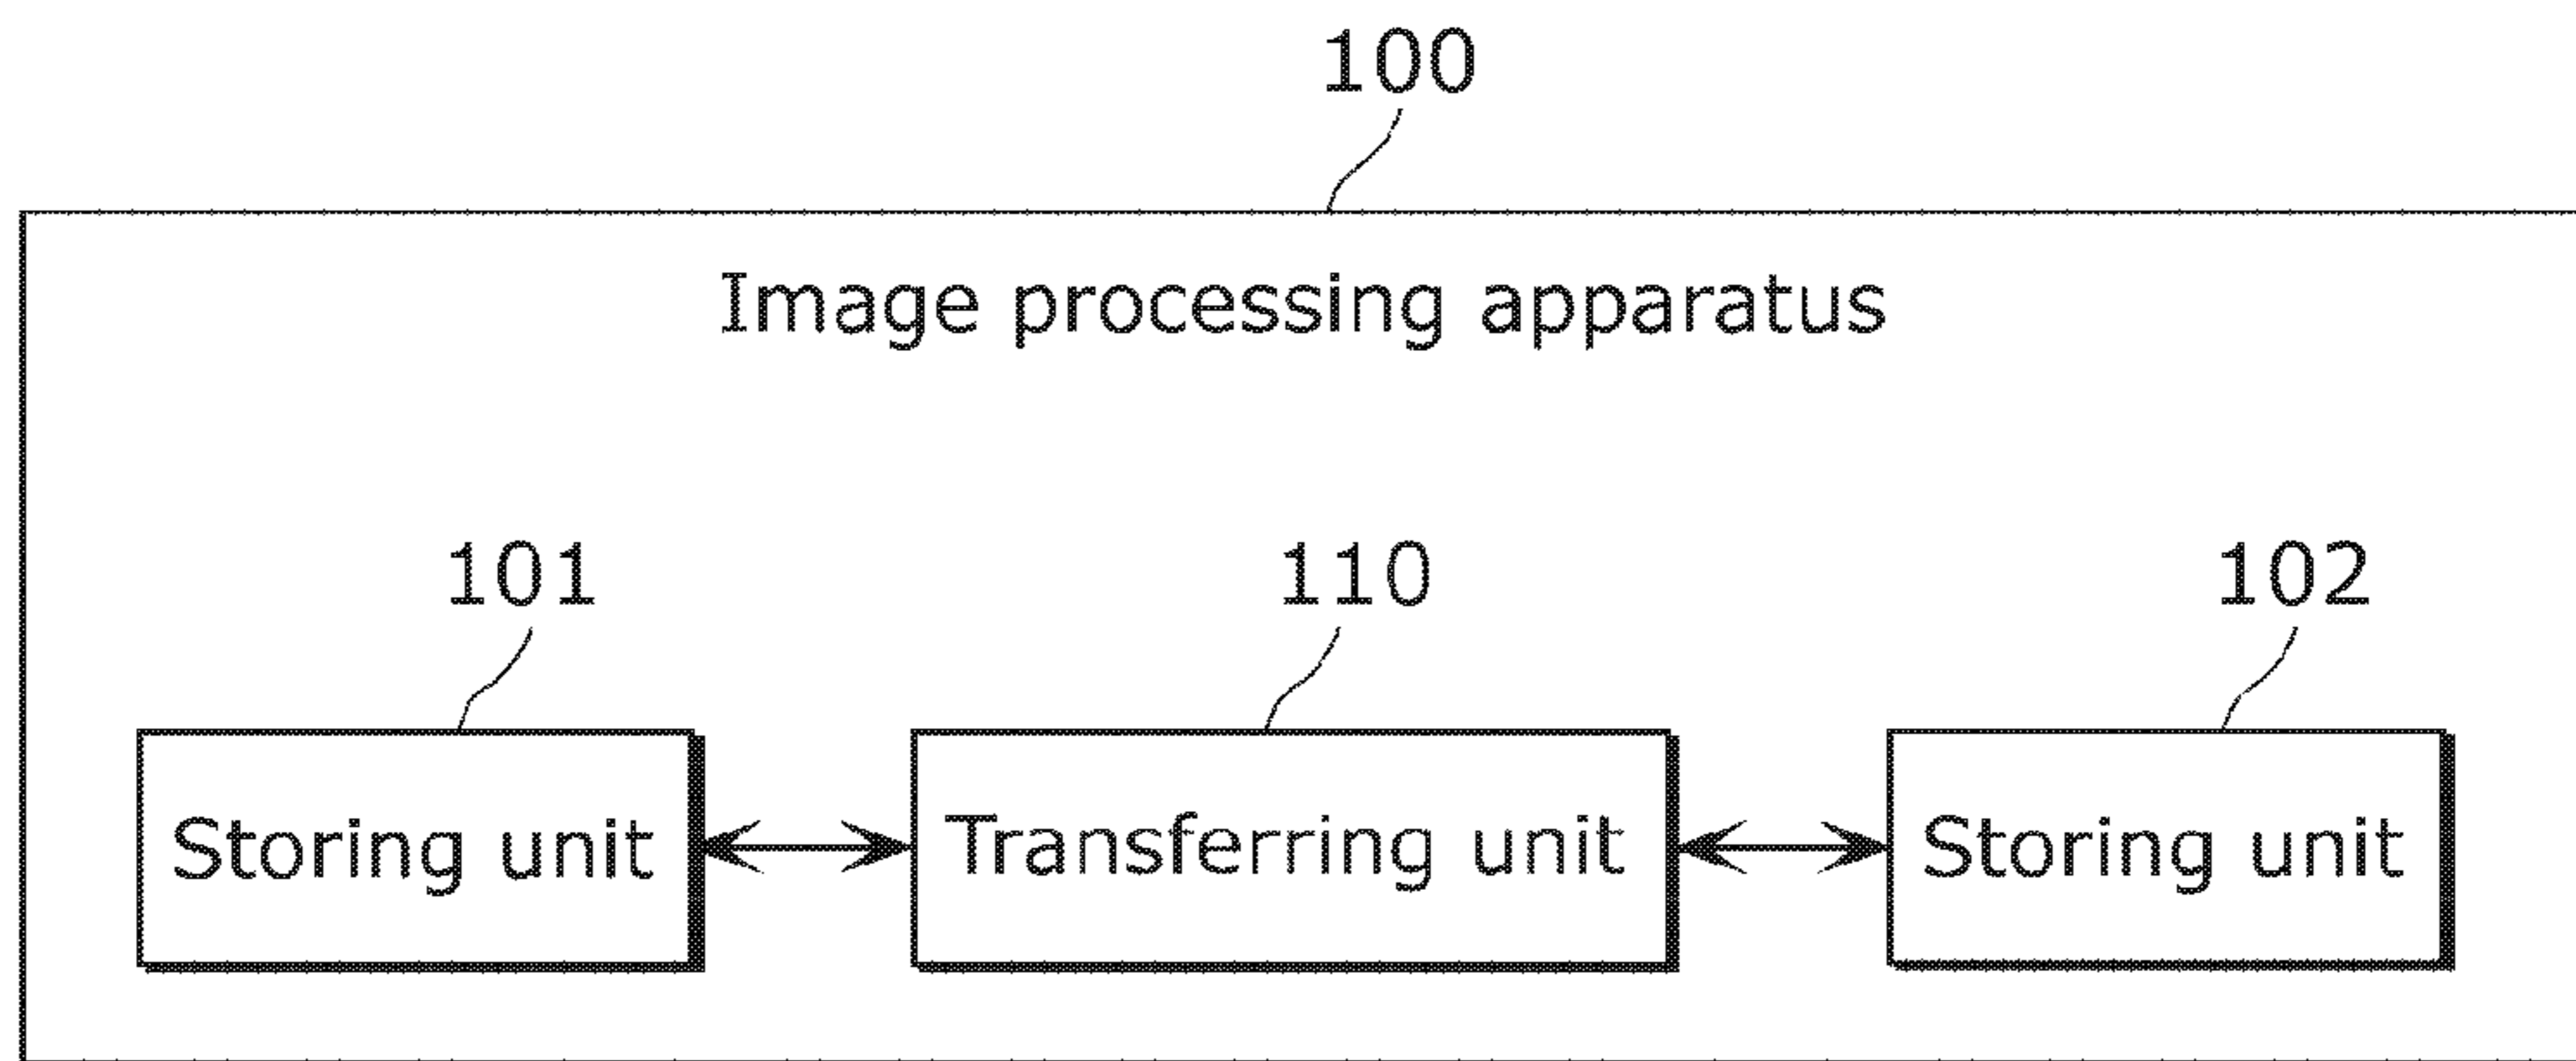 100
Image processing apparatus
101 110 102
Storing unit Transferring unit Storing unit